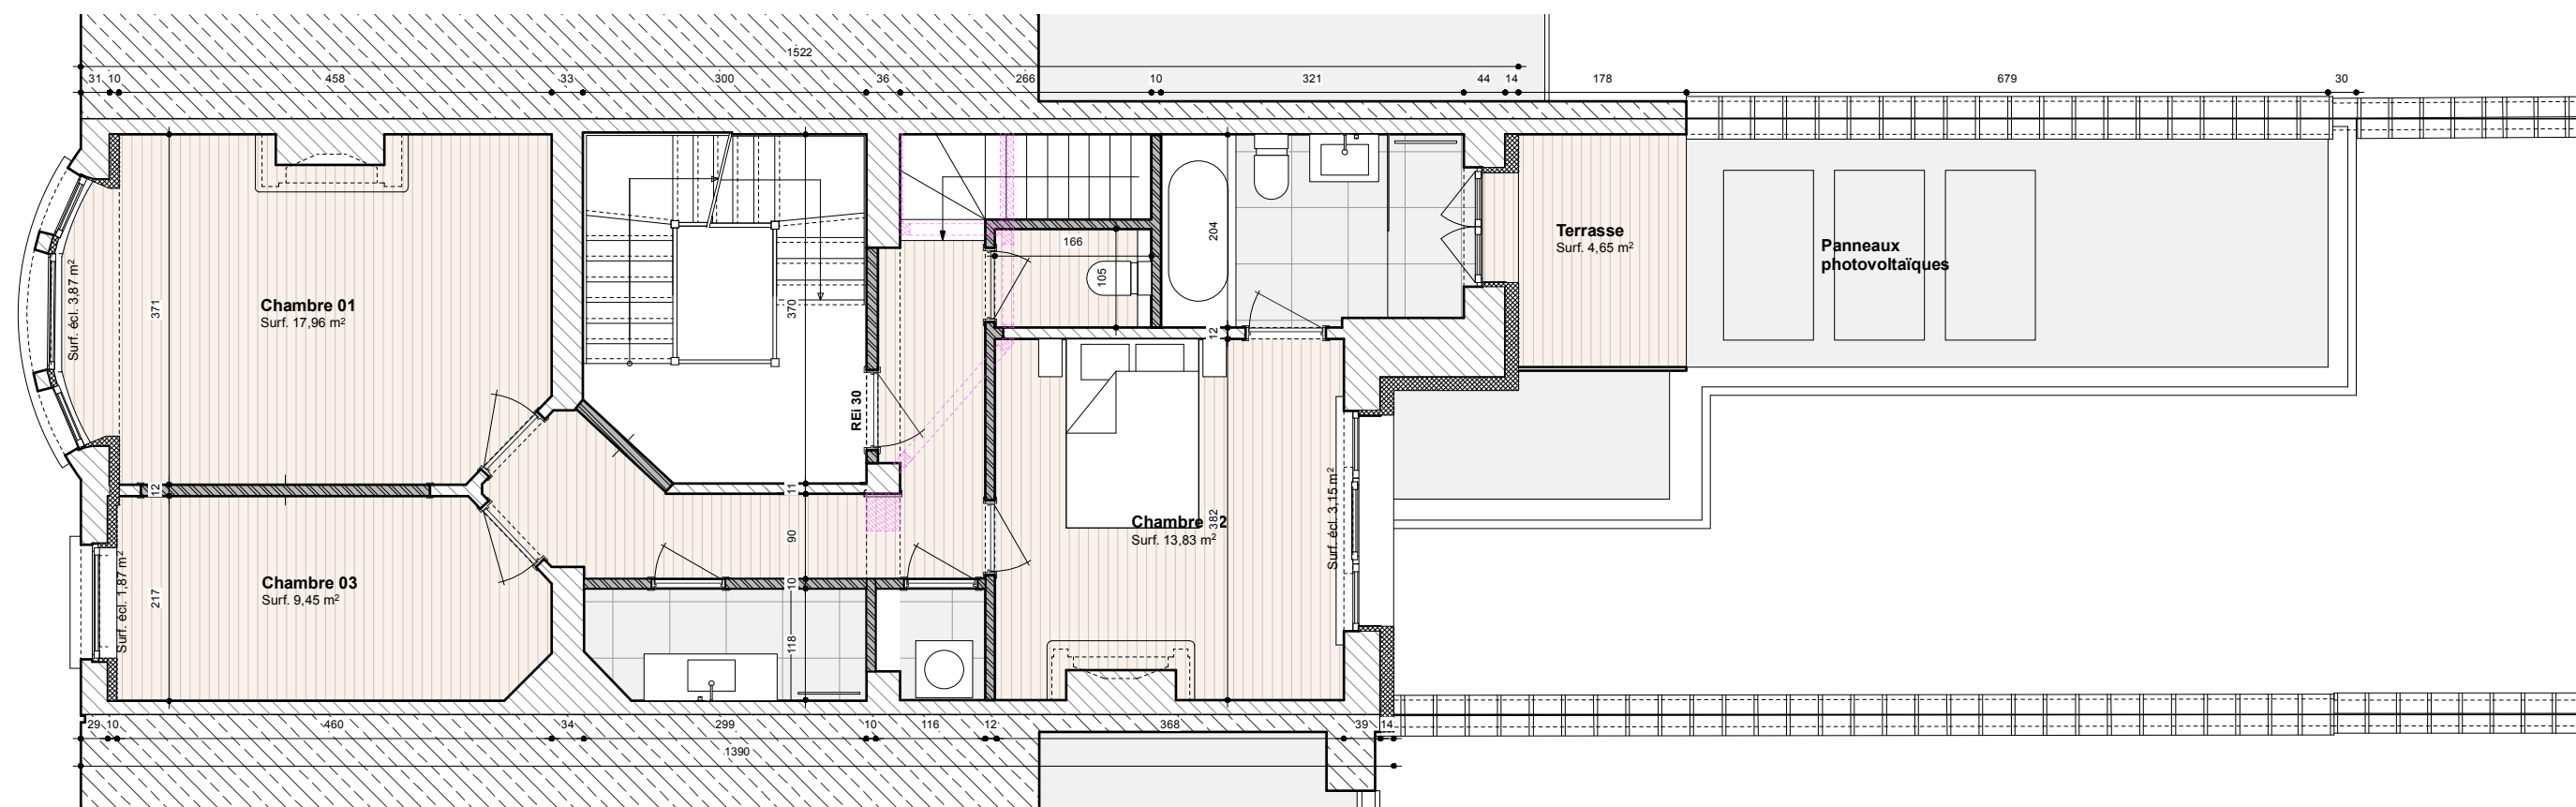 1522
31 10 458 33 300 36 266 10 321 44 14 178 679 30
Surf. écl. 3,87 m²
371
Chambre 01
Surf. 17,96 m²
370
166
105
204
12
Terrasse
Surf. 4,65 m²
Panneaux
photovoltaïques
REi 30
12
11
90
10
118
Chambre 2
Surf. 13,83 m²
382
Surf. écl. 3,15 m²
Chambre 03
Surf. 9,45 m²
Surf. écl. 1,87 m²
217
29 10 460 34 299 10 116 12 368 39 14
1390